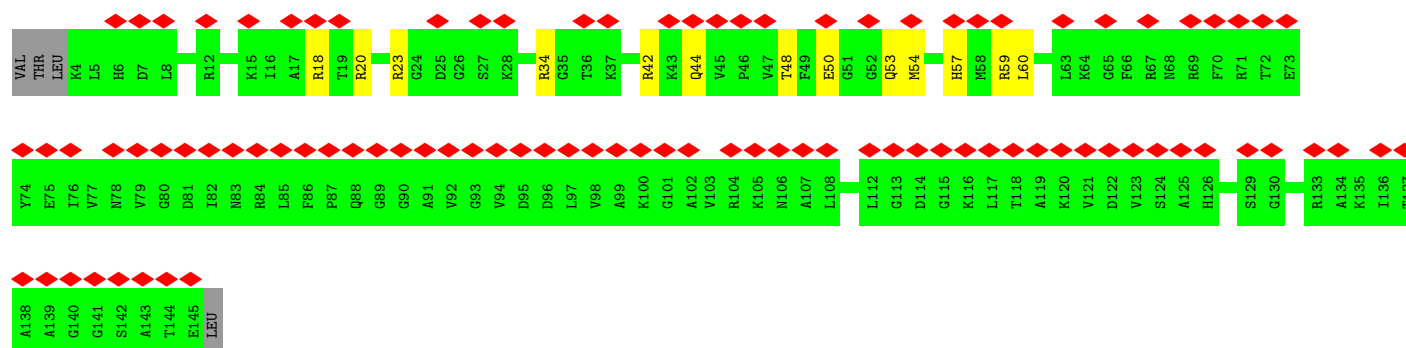 VAL THR LEU K4 L5 H6 D7 L8 R12 K15 I16 A17 R18 T19 R20 R23 G24 D25 G26 S27 K28 R34 G35 T36 K37 R42 K43 Q44 V45 P46 V47 T48 F49 E50 G51 G52 Q53 M54 H57 M58 R59 L60 L63 K64 G65 F66 R67 N68 R69 F70 R71 T72 E73
Y74 E75 I76 V77 N78 V79 G80 D81 I82 N83 R84 L85 F86 P87 Q88 G89 G90 A91 V92 G93 V94 D95 D96 L97 V98 A99 K100 G101 A102 V103 R104 K105 N106 A107 L108 L112 G113 D114 G115 K116 L117 T118 A119 K120 V121 D122 V123 S124 A125 H126 S129 G130 R133 A134 K135 I136 T137
A138 A139 G140 G141 S142 A143 T144 E145 LEU